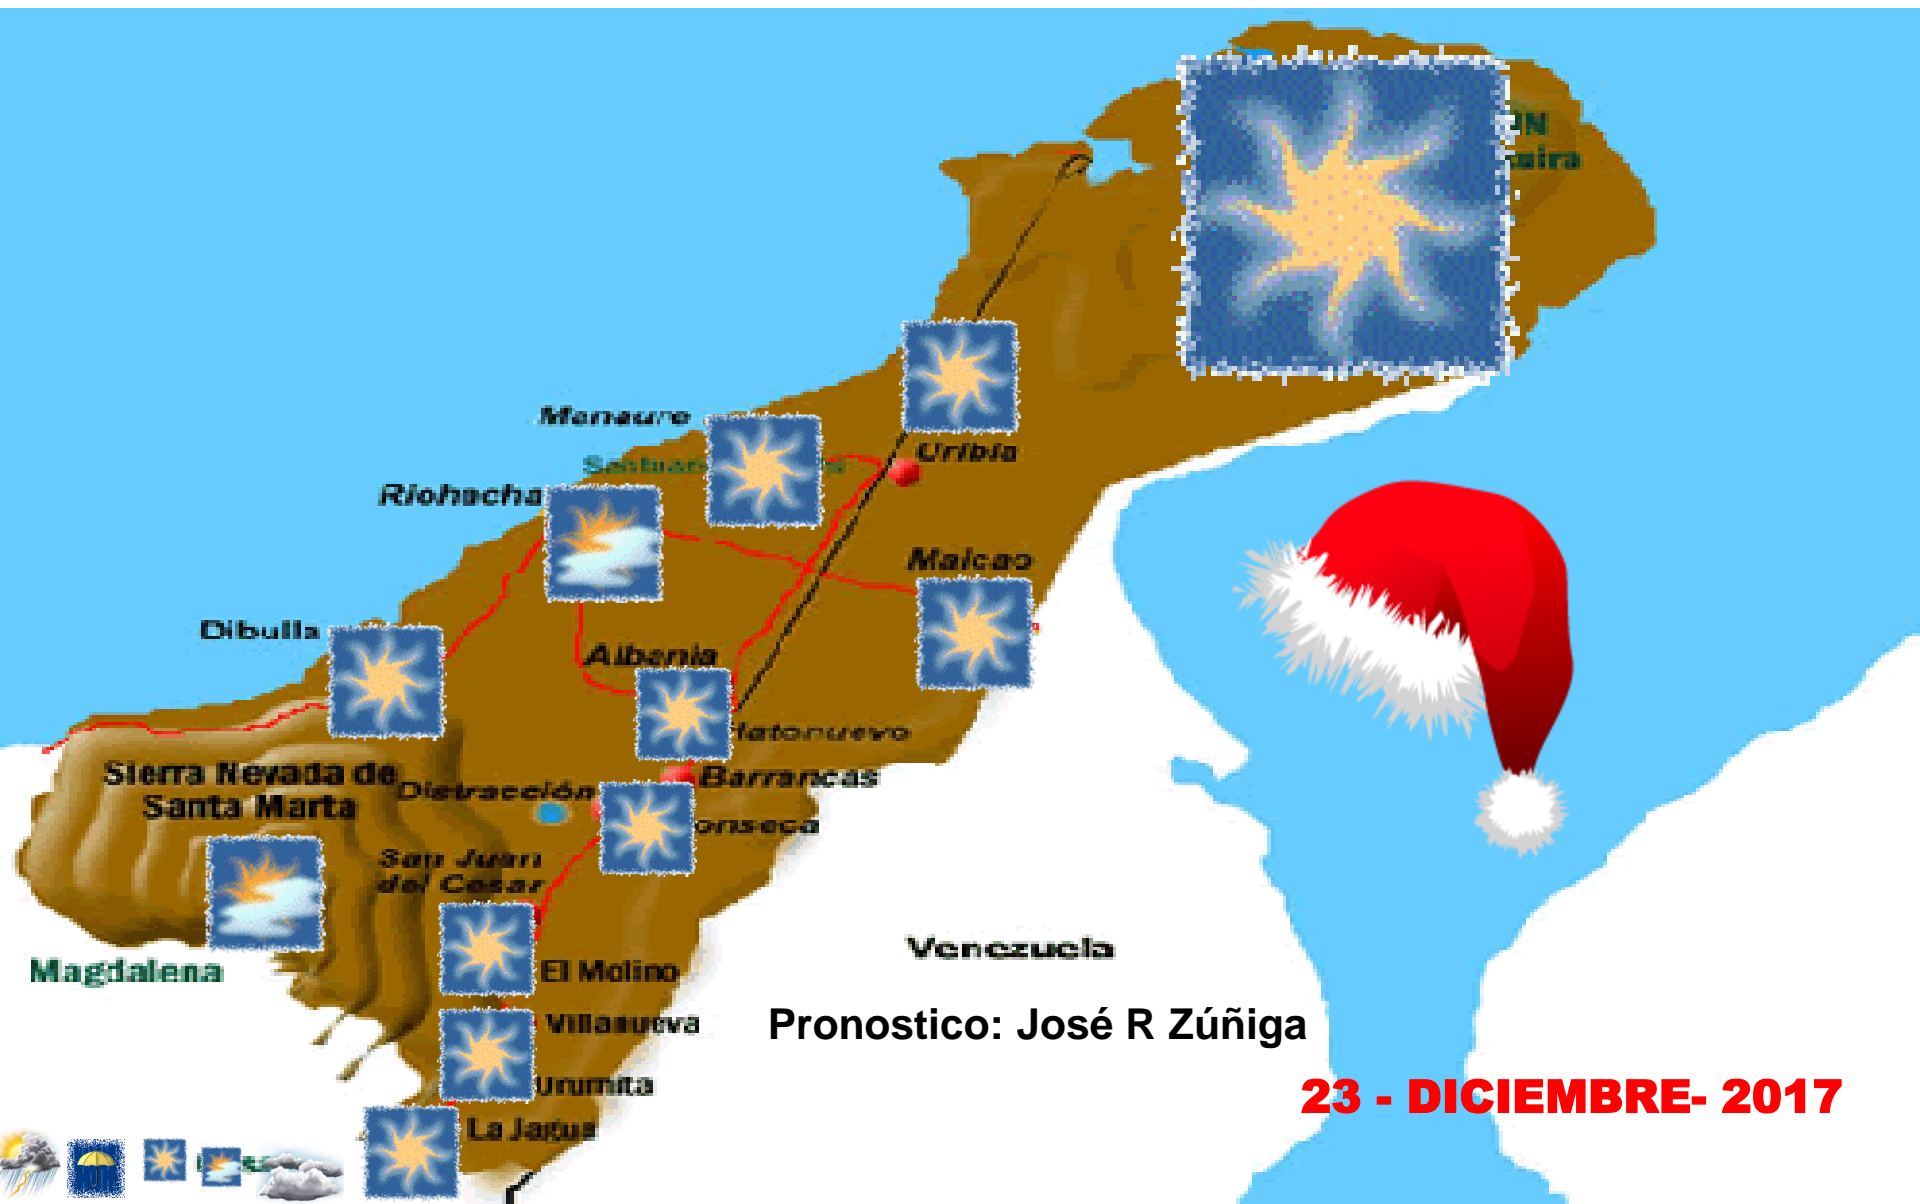 Manaure
Uribia
Riohacha
Maicao
Dibulla
Albania
Hatonuevo
Sierra Nevada de
Santa Marta
Distracción
Barrancas
San Juan
del Cesar
Magdalena
El Molino
Venezuela
Villanueva
Pronostico: José R Zúñiga
Urumita
23 - DICIEMBRE- 2017
La Jagua